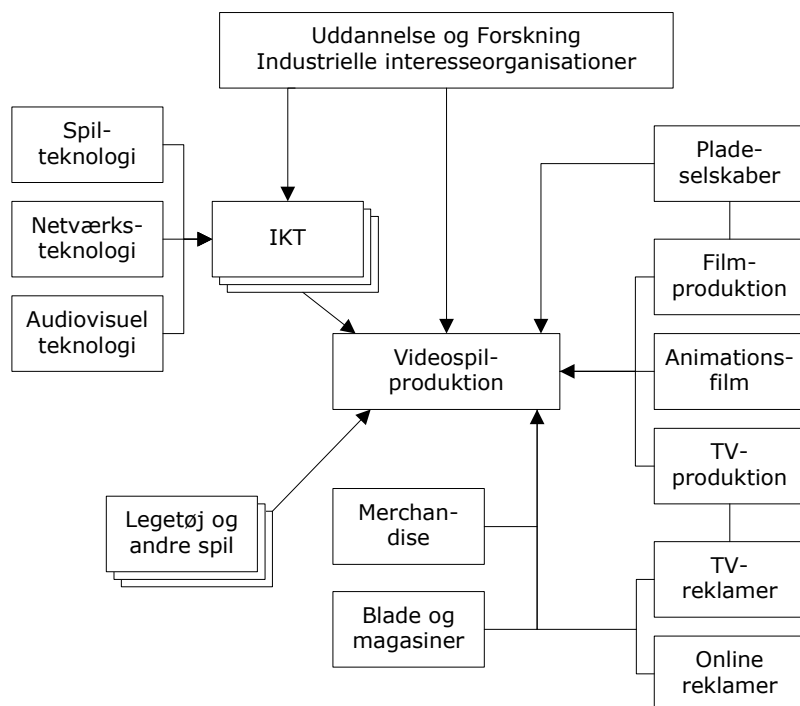 Uddannelse og Forskning
Industrielle interesseorganisationer
Spil-
teknologi
Netværks-
teknologi
Audiovisuel
teknologi
IKT
Videospil-
produktion
Legetøj og
andre spil
Merchan-
dise
Blade og
magasiner
Plade-
selskaber
Film-
produktion
Animations-
film
TV-
produktion
TV-
reklamer
Online
reklamer